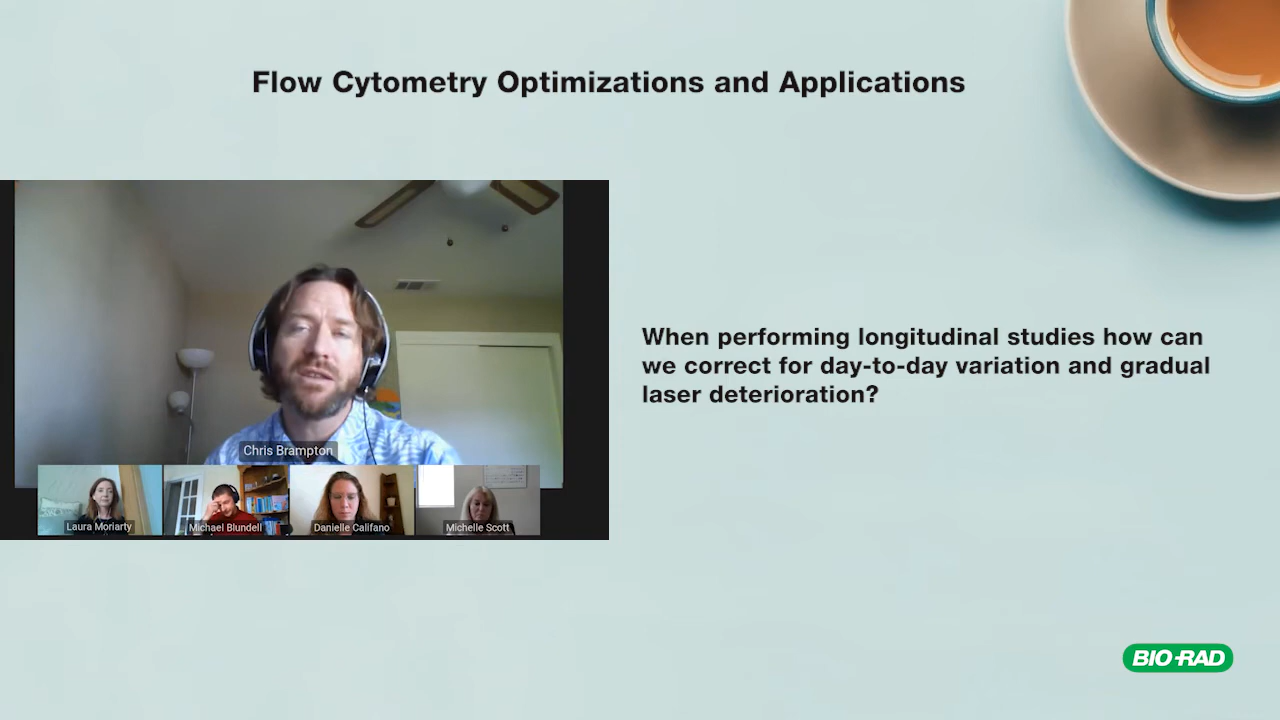 Flow Cytometry Optimizations and Applications
When performing longitudinal studies how can
we correct for day-to-day variation and gradual
laser deterioration?
Chris Brampton
Laura Moriarty
Michael Blundell
Danielle Califano
Michelle Scott
BIO-RAD